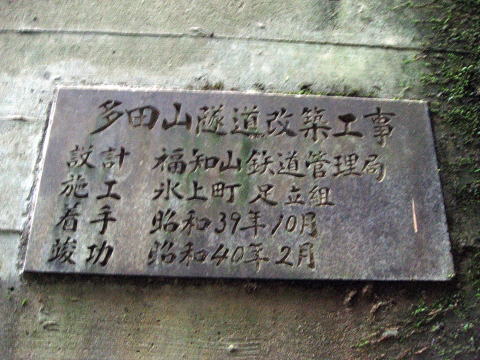 多田山隧道改築工事
設計 福知山鉄道管理局
施工 氷上町 足立組
着手 昭和39年10月
竣功 昭和40年2月